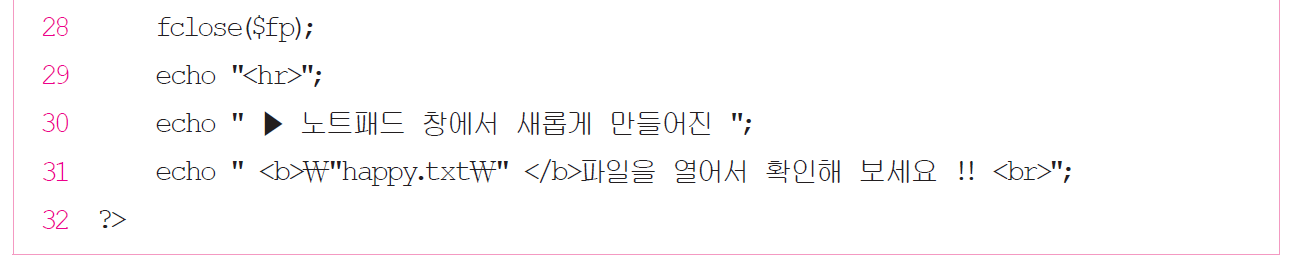 28 fclose($fp);
29 echo "<hr>";
30 echo " ▶ 노트패드 창에서 새롭게 만들어진 ";
31 echo " <b>₩"happy.txt₩" </b>파일을 열어서 확인해 보세요 !! <br>";
32 ?>